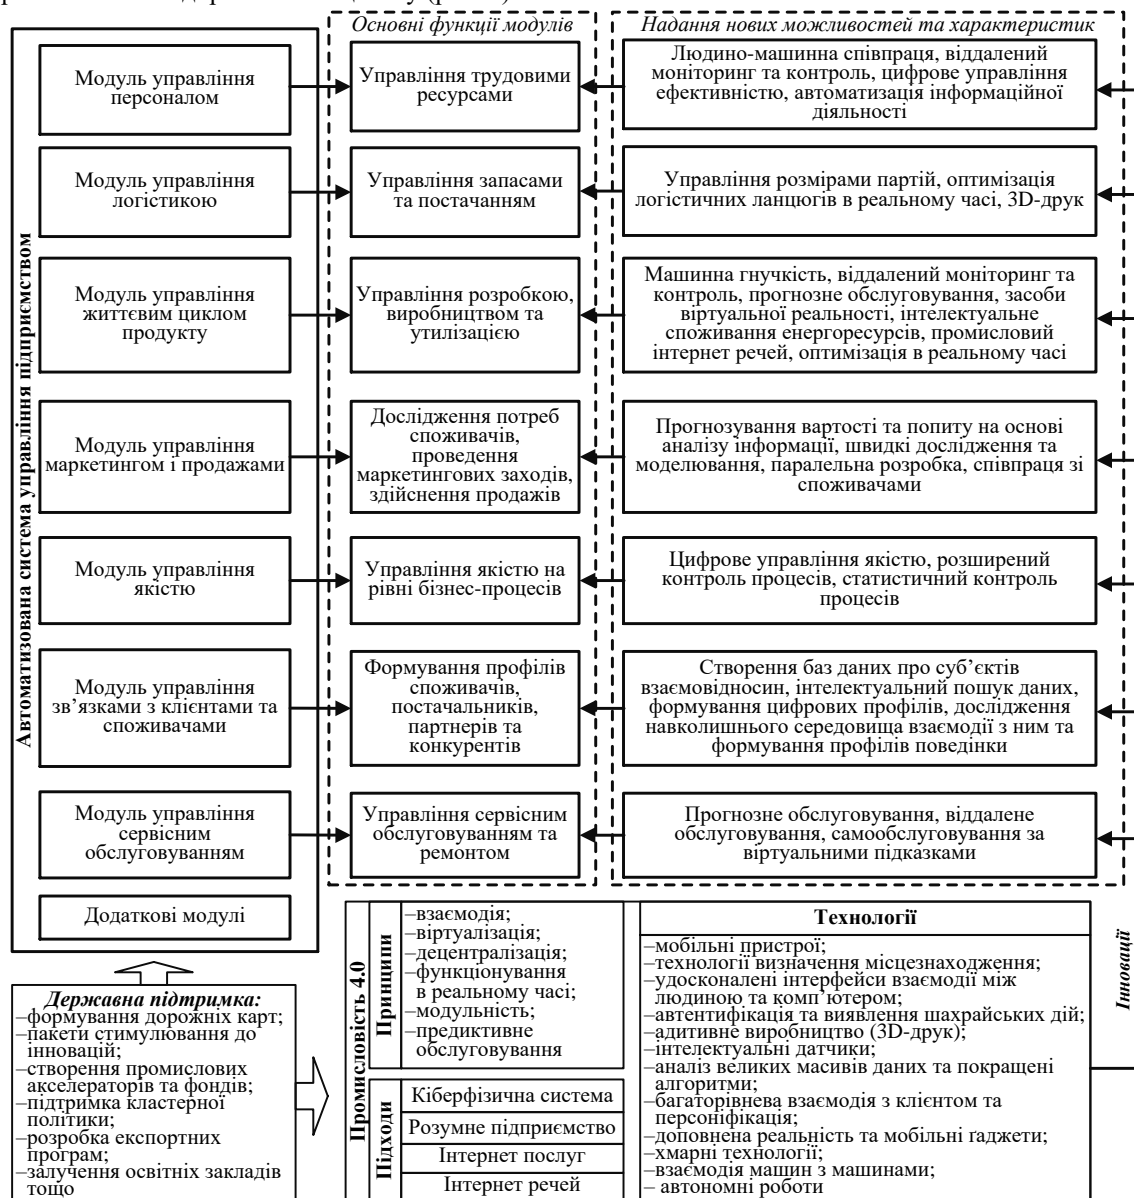 Основні функції модулів
Надання нових можливостей та характеристик
Автоматизована система управління підприємством
Модуль управління
персоналом
Управління трудовими
ресурсами
Людино-машинна співпраця, віддалений
моніторинг та контроль, цифрове управління
ефективністю, автоматизація інформаційної
діяльності
Модуль управління
логістикою
Управління запасами
та постачанням
Управління розмірами партій, оптимізація
логістичних ланцюгів в реальному часі, 3D-друк
Модуль управління
життєвим циклом
продукту
Управління розробкою,
виробництвом та
утилізацією
Машинна гнучкість, віддалений моніторинг та
контроль, прогнозне обслуговування, засоби
віртуальної реальності, інтелектуальне
споживання енергоресурсів, промисловий
інтернет речей, оптимізація в реальному часі
Модуль управління
маркетингом і продажами
Дослідження потреб
споживачів,
проведення
маркетингових заходів,
здійснення продажів
Прогнозування вартості та попиту на основі
аналізу інформації, швидкі дослідження та
моделювання, паралельна розробка, співпраця зі
споживачами
Модуль управління
якістю
Управління якістю на
рівні бізнес-процесів
Цифрове управління якістю, розширений
контроль процесів, статистичний контроль
процесів
Модуль управління
зв’язками з клієнтами та
споживачами
Формування профілів
споживачів,
постачальників,
партнерів та
конкурентів
Створення баз даних про суб’єктів
взаємовідносин, інтелектуальний пошук даних,
формування цифрових профілів, дослідження
навколишнього середовища взаємодії з ним та
формування профілів поведінки
Модуль управління
сервісним
обслуговуванням
Управління сервісним
обслуговуванням та
ремонтом
Прогнозне обслуговування, віддалене
обслуговування, самообслуговування за
віртуальними підказками
Додаткові модулі
Державна підтримка:
–формування дорожніх карт;
–пакети стимулювання до
інновацій;
–створення промислових
акселераторів та фондів;
–підтримка кластерної
політики;
–розробка експортних
програм;
–залучення освітніх закладів
тощо
Промисловість 4.0
Принципи
–взаємодія;
–віртуалізація;
–децентралізація;
–функціонування
в реальному часі;
–модульність;
–предиктивне
обслуговування
Підходи
Кіберфізична система
Розумне підприємство
Інтернет послуг
Інтернет речей
Технології
–мобільні пристрої;
–технології визначення місцезнаходження;
–удосконалені інтерфейси взаємодії між
людиною та комп’ютером;
–автентифікація та виявлення шахрайських дій;
–адитивне виробництво (3D-друк);
–інтелектуальні датчики;
–аналіз великих масивів даних та покращені
алгоритми;
–багаторівнева взаємодія з клієнтом та
персоніфікація;
–доповнена реальність та мобільні ґаджети;
–хмарні технології;
–взаємодія машин з машинами;
– автономні роботи
Інновації